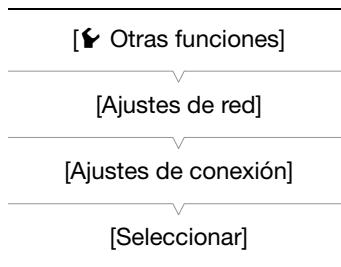 [Otras funciones]
[Ajustes de red]
[Ajustes de conexión]
[Seleccionar]